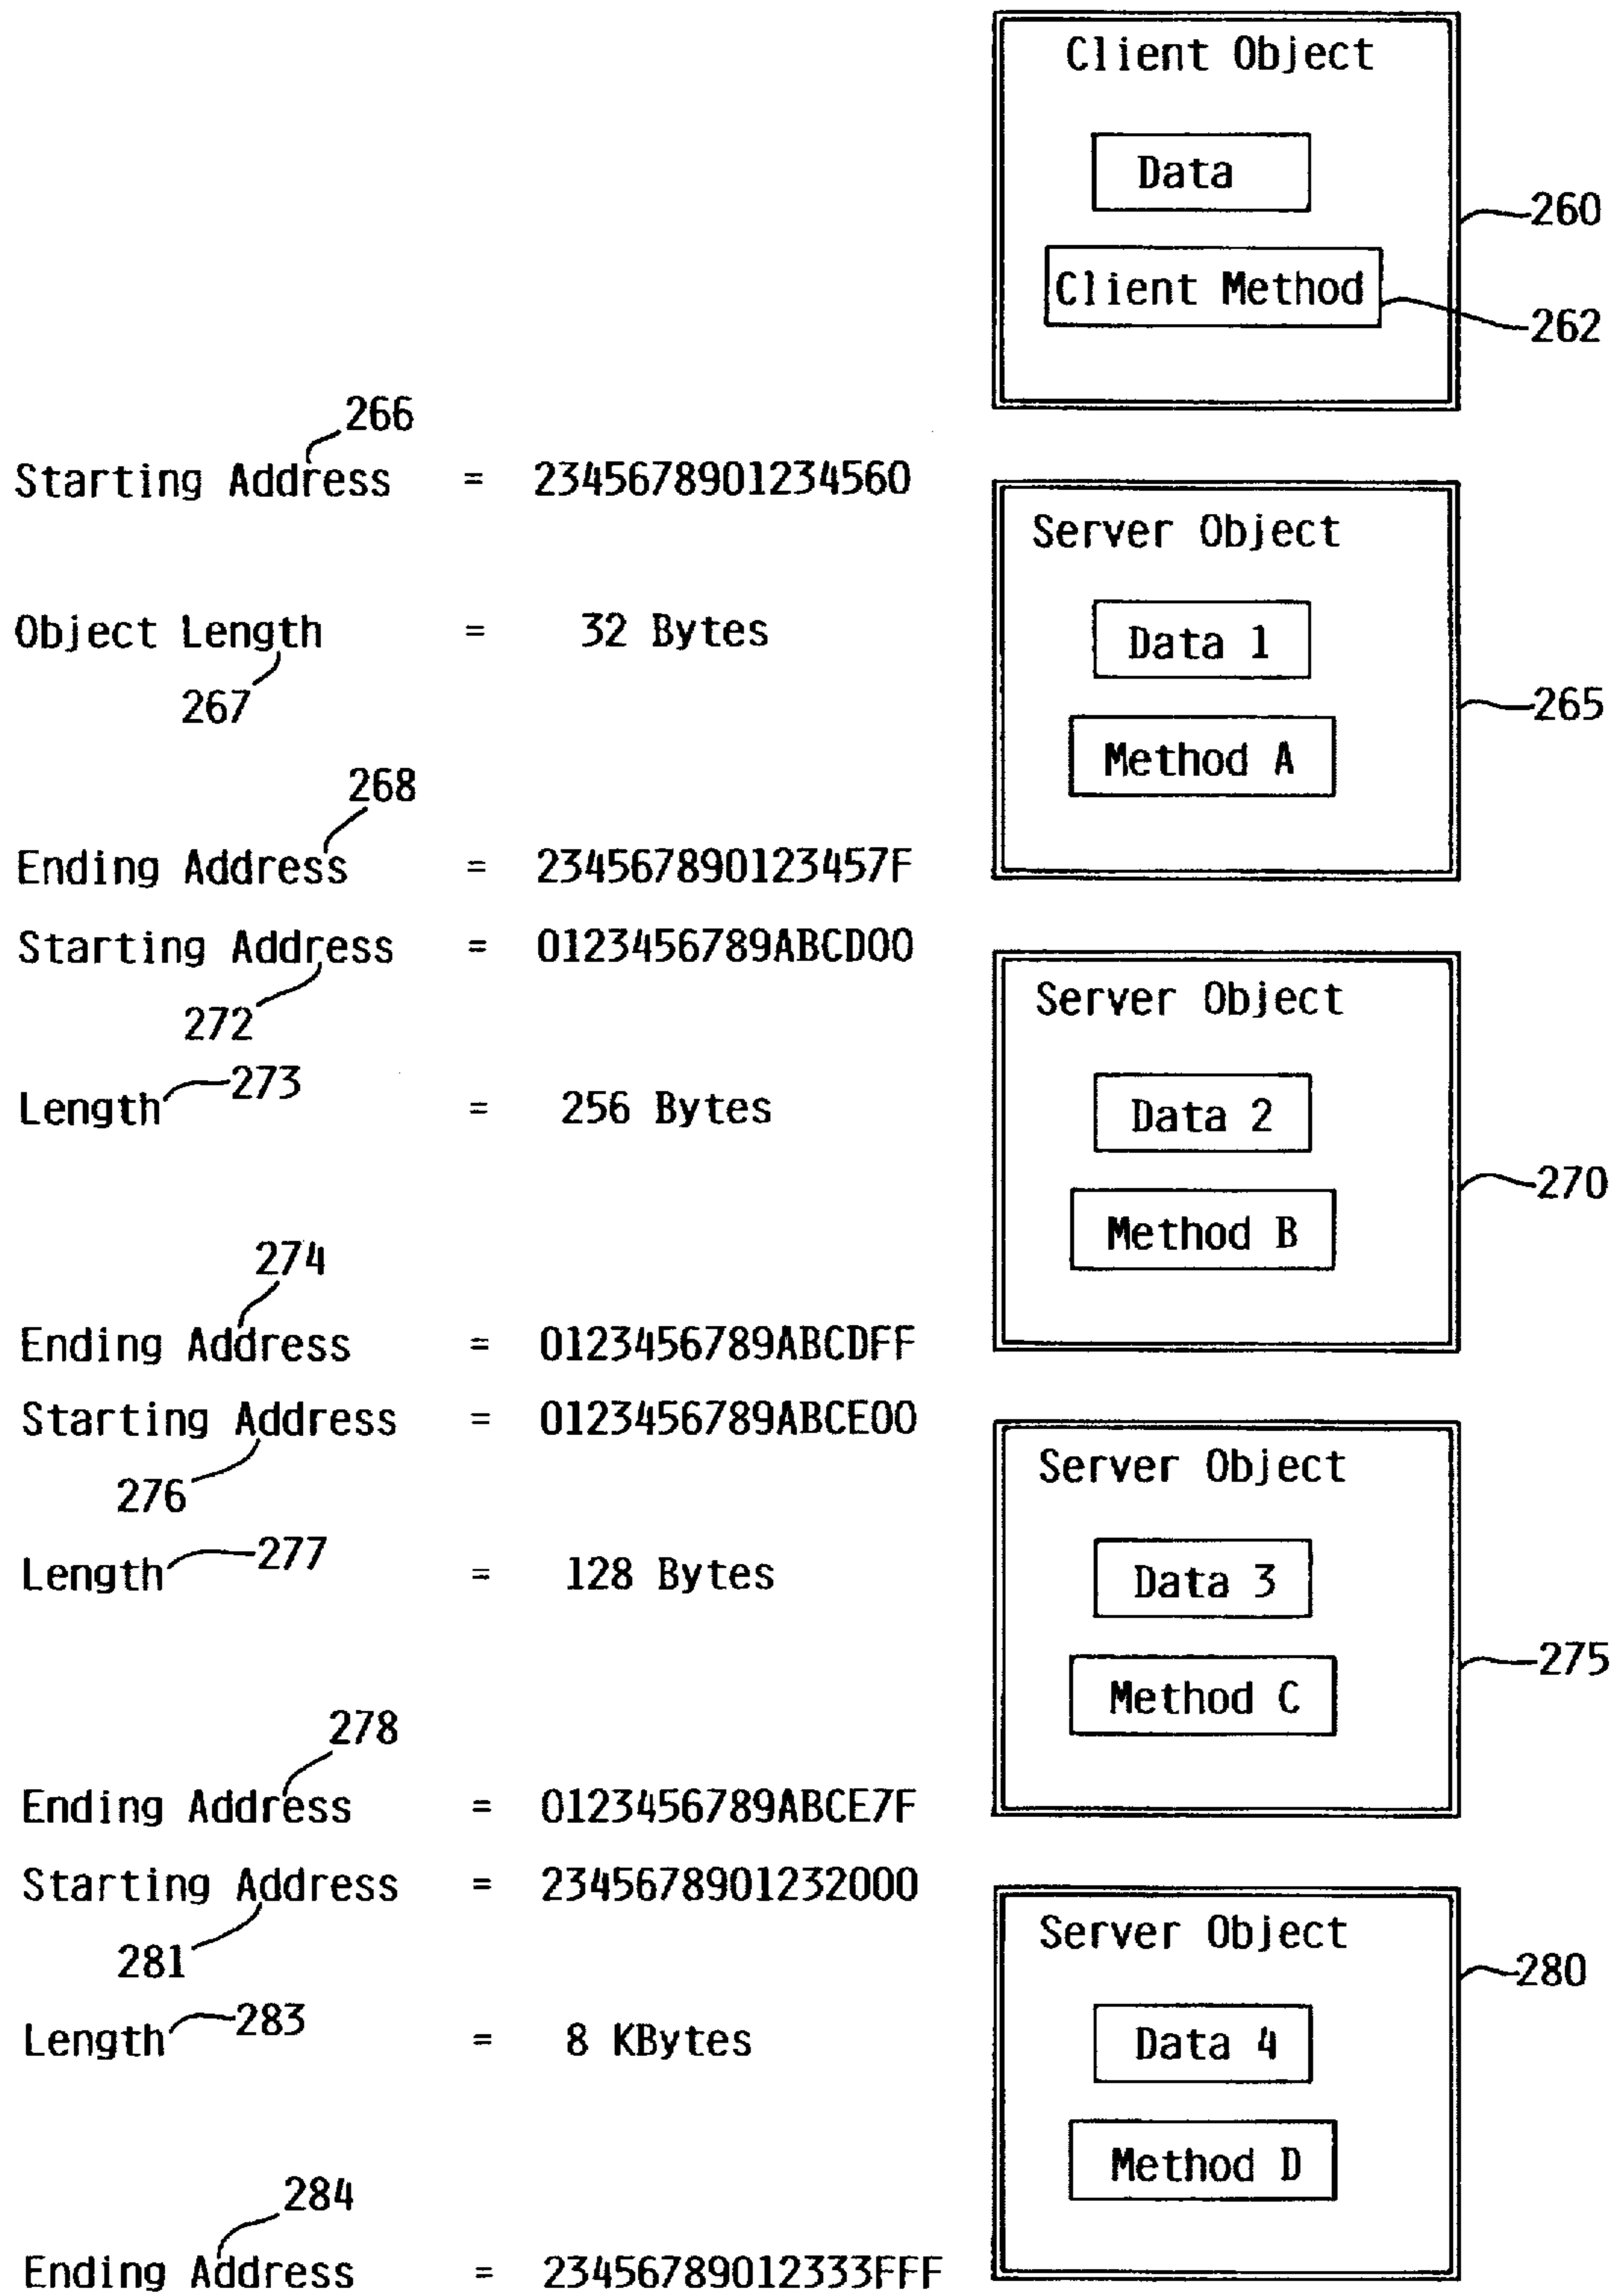 Client Object
Data
260
Client Method
262
266
Starting Address = 2345678901234560
Server Object
Object Length = 32 Bytes
Data 1
267
265
Method A
268
Ending Address = 234567890123457F
Starting Address = 0123456789ABCD00
Server Object
272
273
Length = 256 Bytes
Data 2
270
Method B
274
Ending Address = 0123456789ABCDFF
Starting Address = 0123456789ABCE00
Server Object
276
277
Length = 128 Bytes
Data 3
275
Method C
278
Ending Address = 0123456789ABCE7F
Starting Address = 2345678901232000
Server Object
281
280
283
Length = 8 KBytes
Data 4
Method D
284
Ending Address = 23456789012333FFF